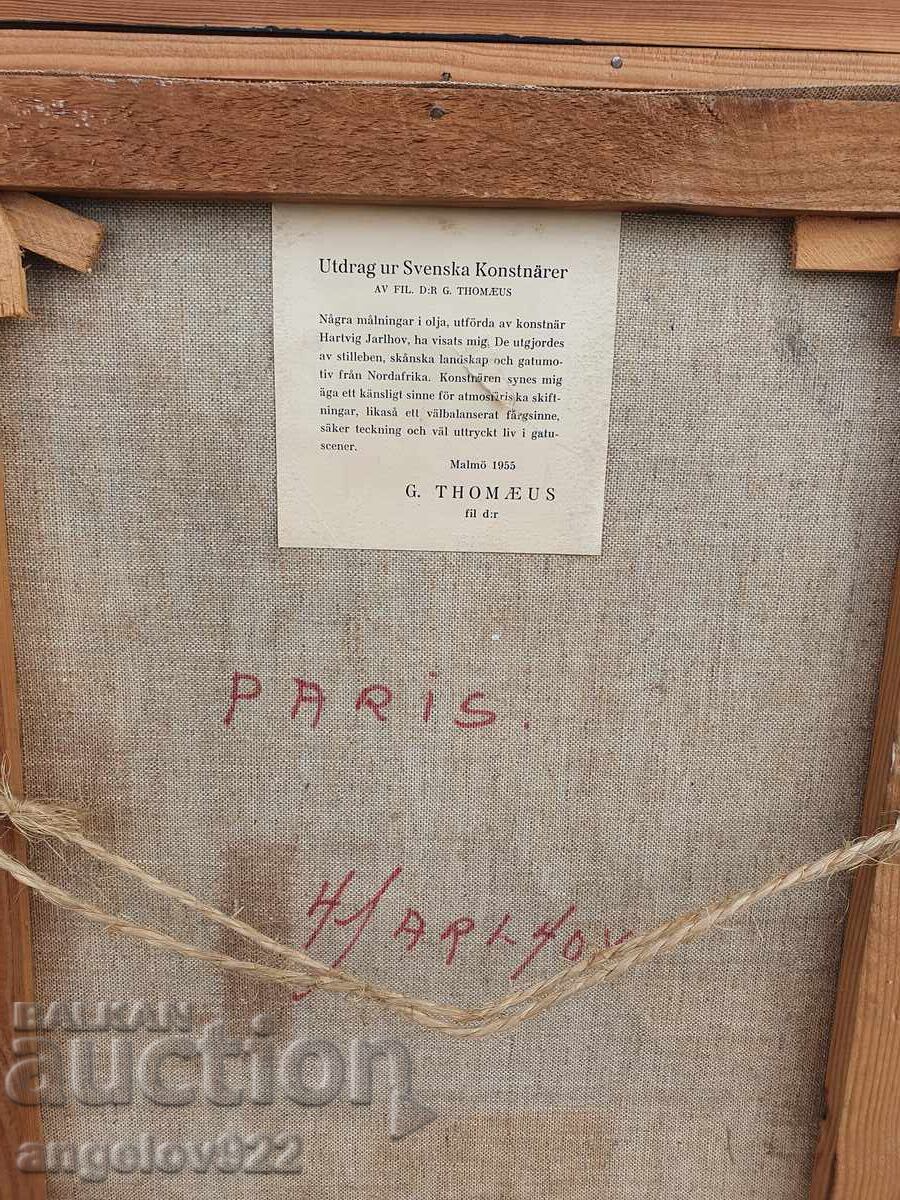 Utdrag ur Svenska Konstnärer
AV FIL. D:R G. THOMÆUS
Några målningar i olja, utförda av konstnär
Hartvig Jarlhov, ha visats mig. De utgjordes
av stilleben, skånska landskap och gatumo-
tiv från Nordafrika. Konstnären synes mig
äga ett känsligt sinne för atmosfäriska skift-
ningar, likaså ett välbalanserat färgsinne,
säker teckning och väl uttryckt liv i gatu-
scener.
Malmö 1955
G. THOMÆUS
fil d:r
PARiS.
H JARLHOV
BALKAN
auction
angelov922